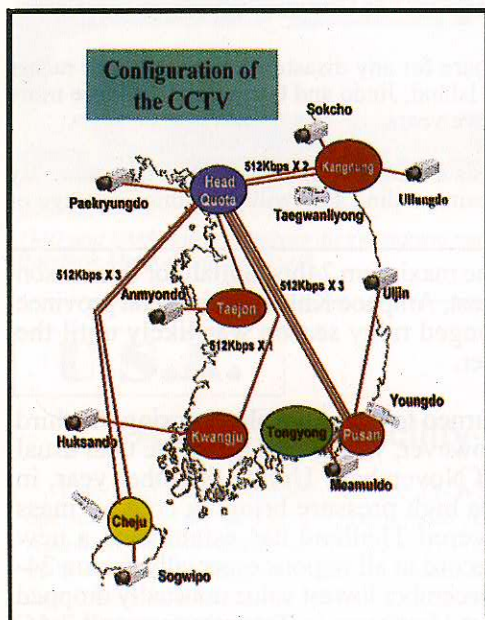 Configuration of
the CCTV
Sokcho
512Kbps X 2
Kangnung
Head
Quota
Paekryungdo
Taegwanliyong
Ullungdo
512Kbps X 3
Anmyondo
512Kbps X 3
Uljin
Taejon
512Kbps X 1
Youngdo
Huksando
Kwangju
Tongyong
Pusan
Meamuldo
Cheju
Sogwipo